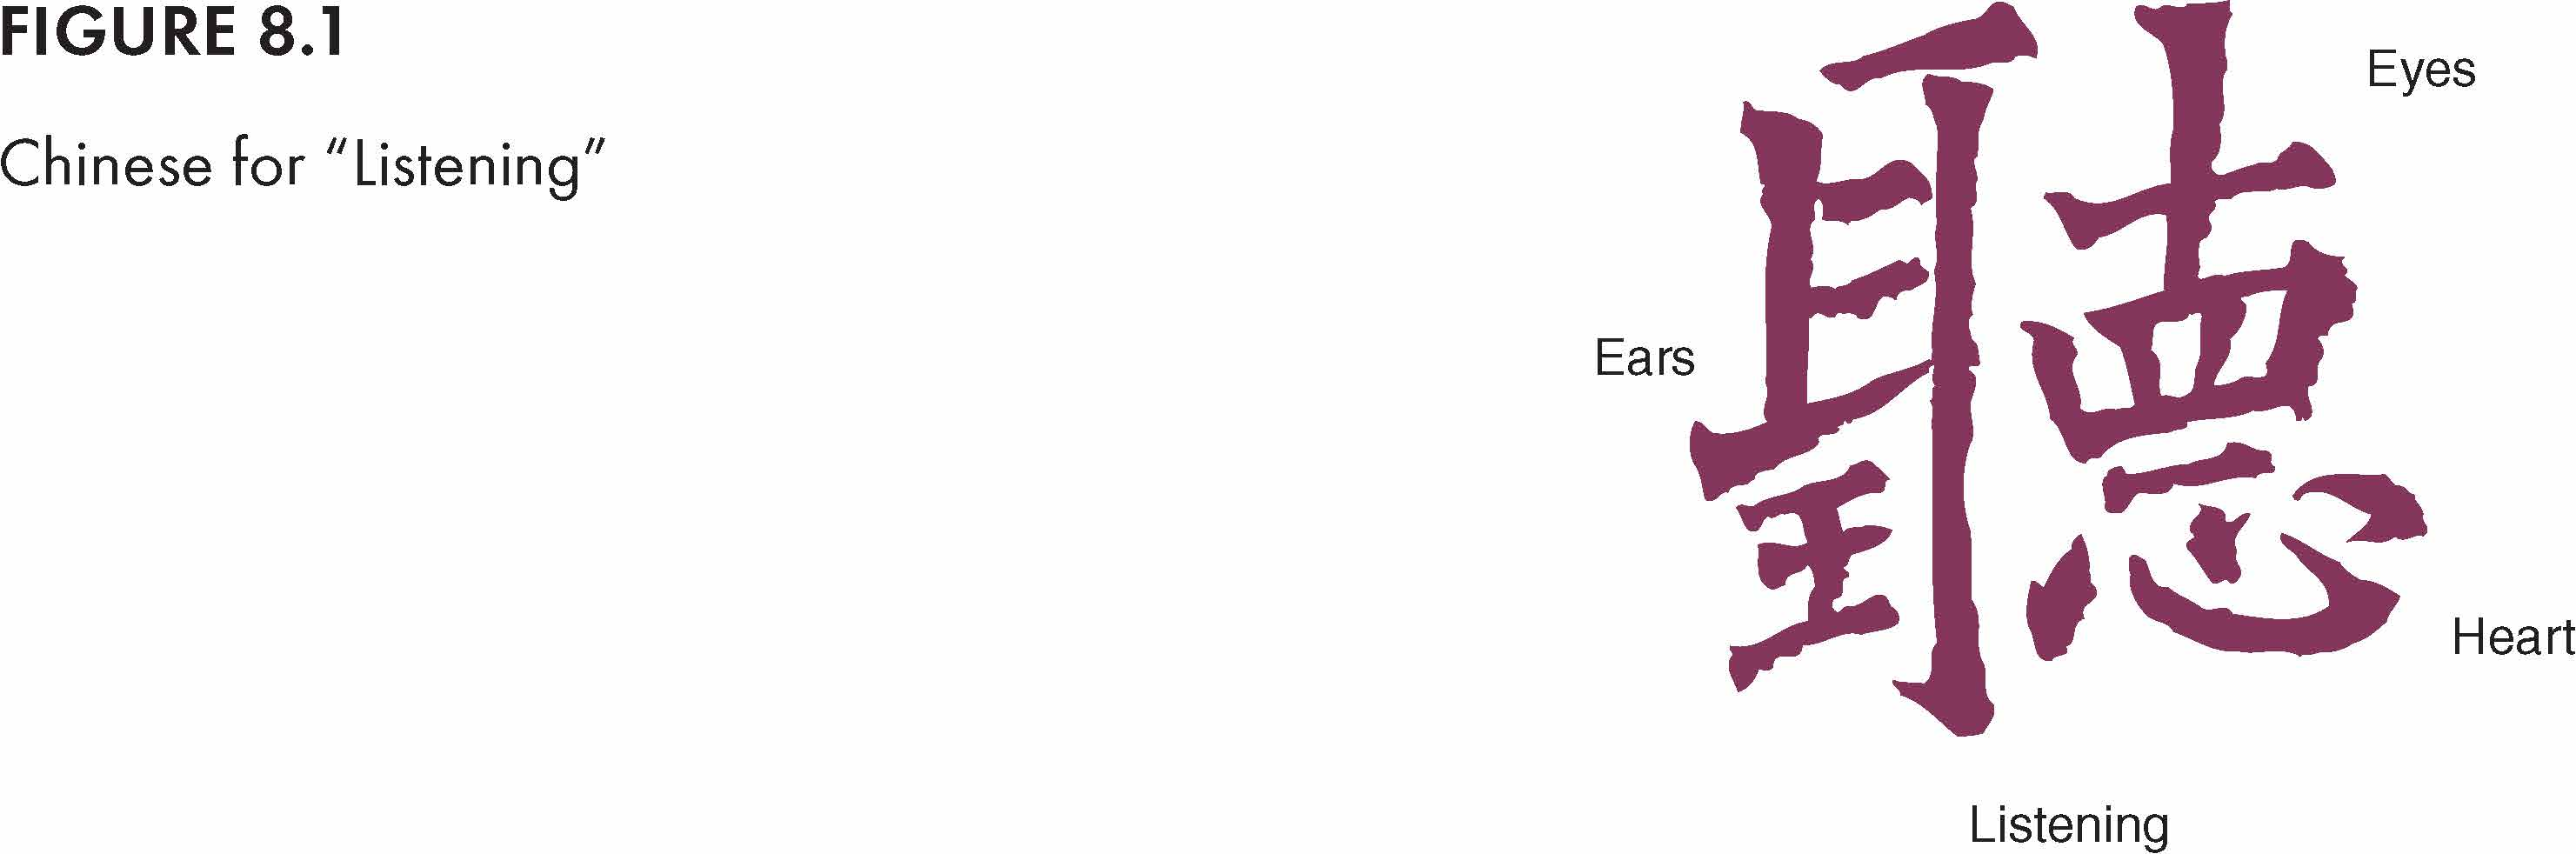 FIGURE 8.1
Chinese for “Listening”
聽
Eyes
Ears
Heart
Listening